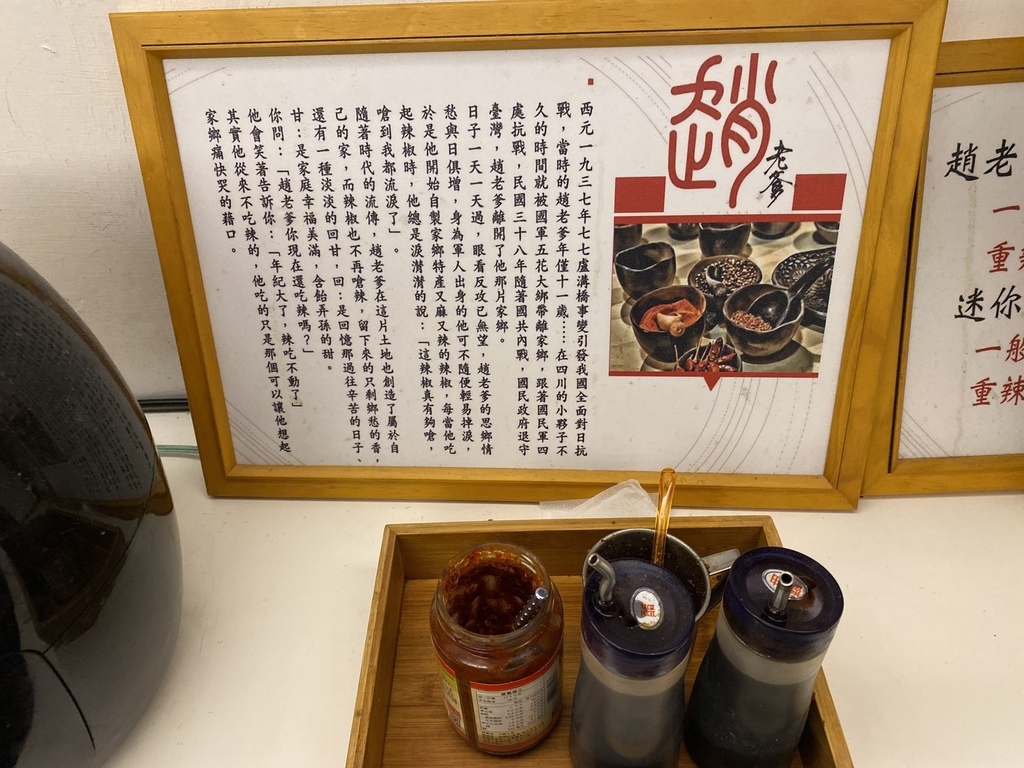 趙
老爹
西元一九三七年七七盧溝橋事變引發我國全面對日抗
戰，當時的趙老爹年僅十一歲……在四川的小夥子不
久的時間就被國軍五花大綁帶離家鄉，跟著國民軍四
處抗戰，民國三十八年隨著國共內戰，國民政府退守
臺灣，趙老爹離開了他那片家鄉。
日子一天一天過，眼看反攻已無望，趙老爹的思鄉情
愁與日俱增，身為軍人出身的他可不隨便輕易掉淚，
於是他開始自製家鄉特產又麻又辣的辣椒，每當他吃
起辣椒時，他總是淚潸潸的說：「這辣椒真有夠嗆，
嗆到我都流淚了」。
隨著時代的流傳，趙老爹在這片土地也創造了屬於自
己的家，而辣椒也不再嗆辣，留下來的只剩鄉愁的香，
還有一種淡淡的回甘，回：是回憶那過往辛苦的日子、
甘：是家庭幸福美滿，含飴弄孫的甜。
你問：「趙老爹你現在還吃辣嗎？」
他會笑著告訴你：「年紀大了，辣吃不動了」
其實他從來不吃辣的，他吃的只是那個可以讓他想起
家鄉痛快哭的藉口。
趙老
一
重辣
迷你
一般
重辣